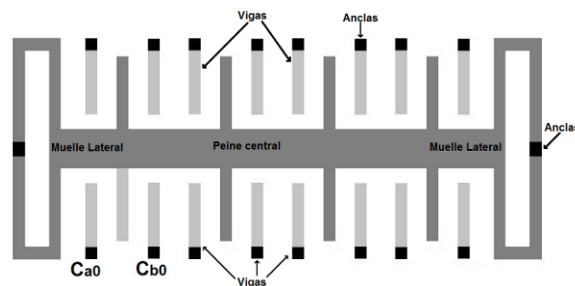 Vigas
Anclas
Anclas
Muelle Lateral
Peine central
Muelle Lateral
Ca0
Cb0
Vigas